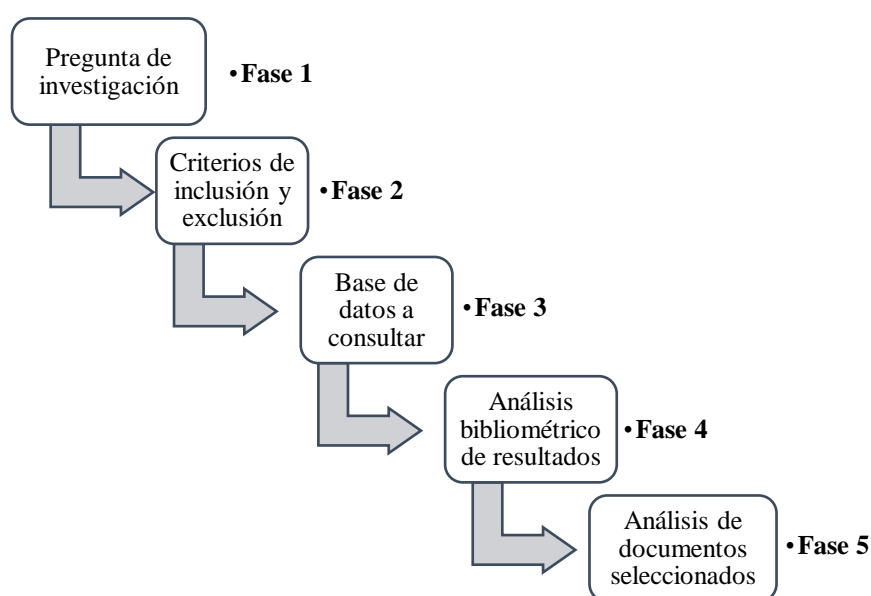 Pregunta de
investigación
•Fase 1
Criterios de
inclusión y
exclusión
•Fase 2
Base de
datos a
consultar
•Fase 3
Análisis
bibliométrico
de resultados
•Fase 4
Análisis de
documentos
seleccionados
•Fase 5